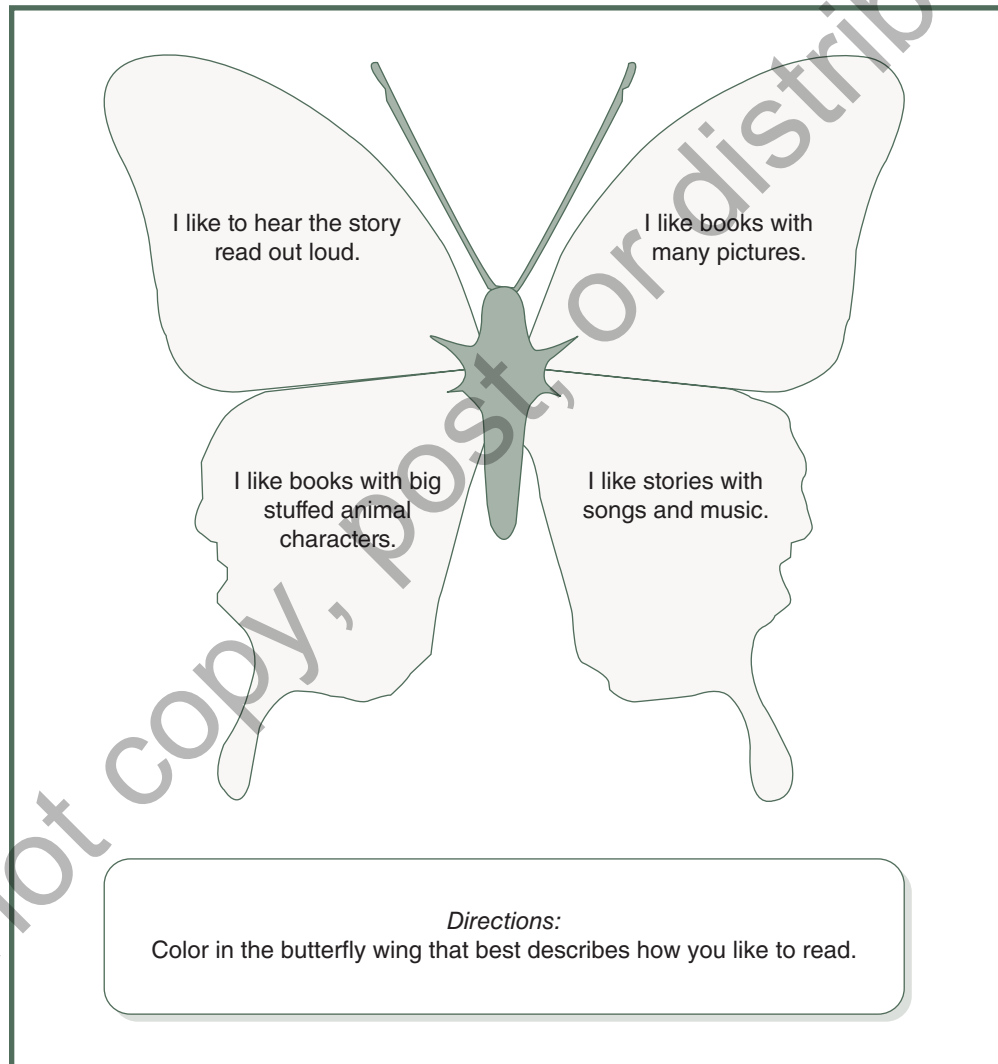 I like to hear the story
read out loud.
I like books with
many pictures.
I like books with big
stuffed animal
characters.
I like stories with
songs and music.
Directions:
Color in the butterfly wing that best describes how you like to read.
not copy, post, or distrib